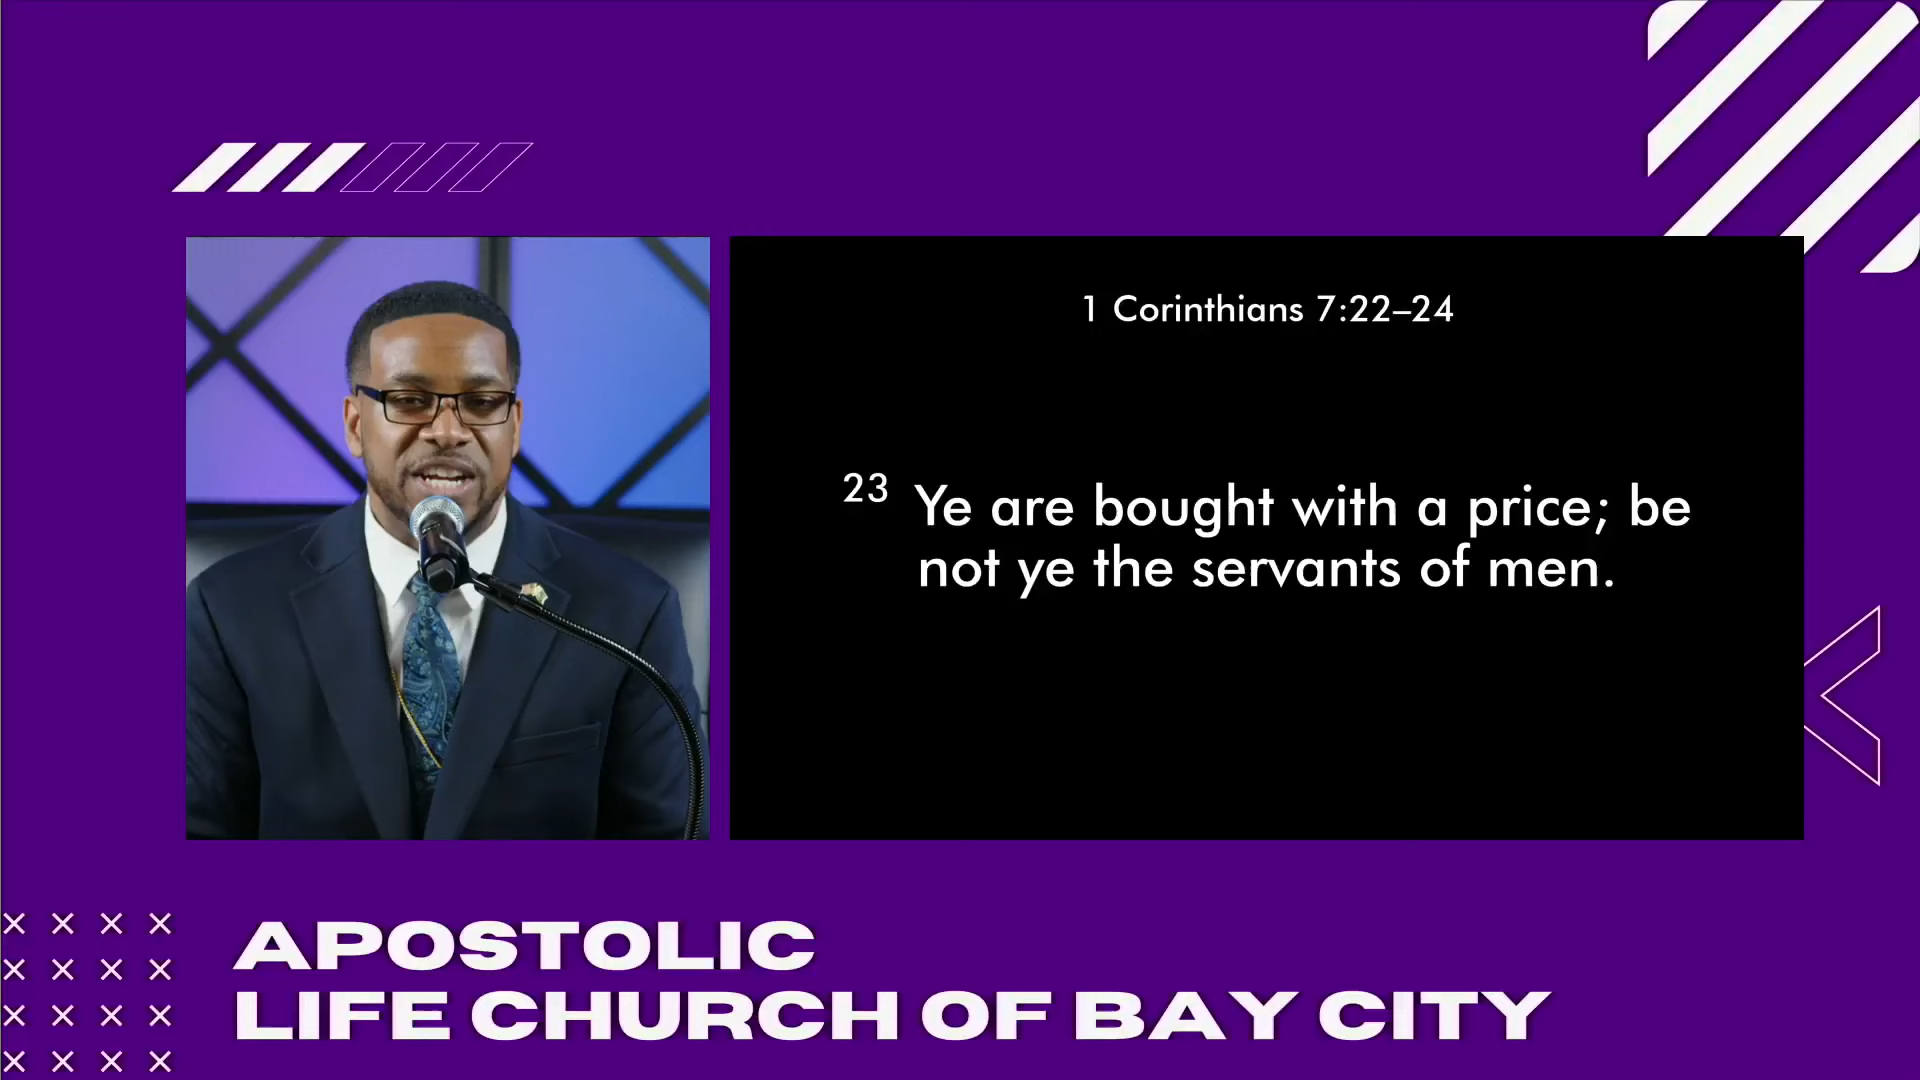 1 Corinthians 7:22–24
23 Ye are bought with a price; be
not ye the servants of men.
APOSTOLIC
LIFE CHURCH OF BAY CITY